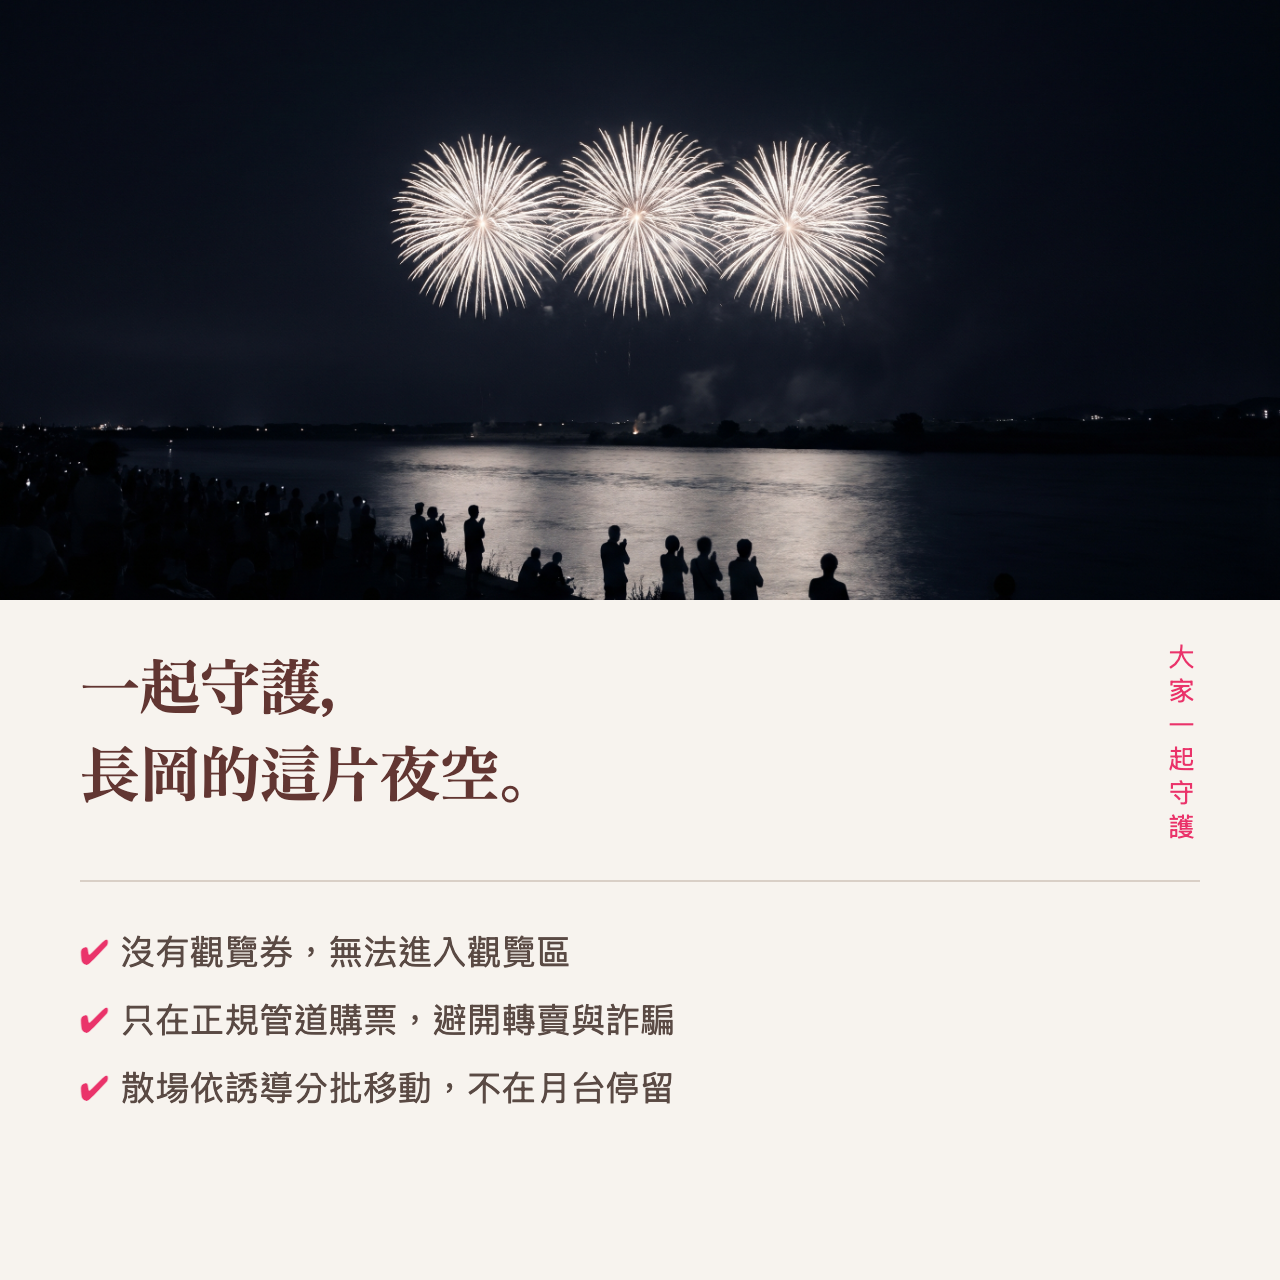 一起守護,
長岡的這片夜空。
大家一起守護
✔ 沒有觀覽券，無法進入觀覽區
✔ 只在正規管道購票，避開轉賣與詐騙
✔ 散場依誘導分批移動，不在月台停留